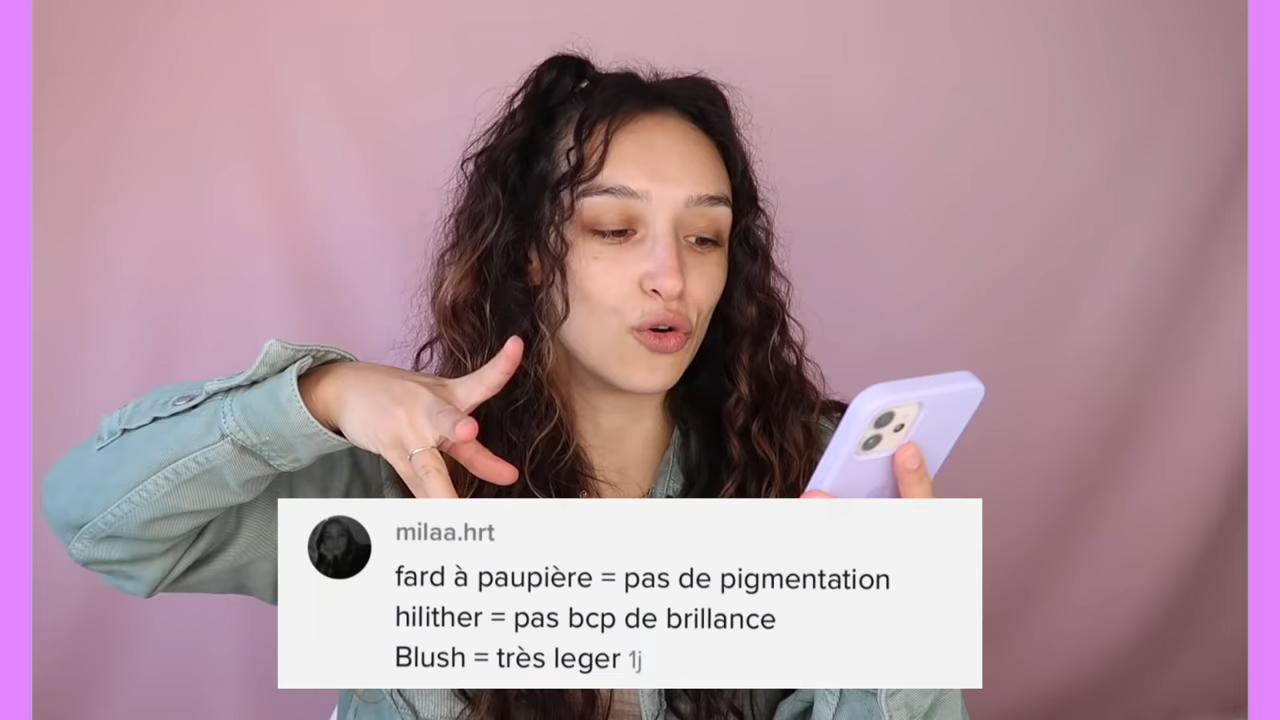 milaa.hrt
fard à paupière = pas de pigmentation
hilither = pas bcp de brillance
Blush = très leger 1j